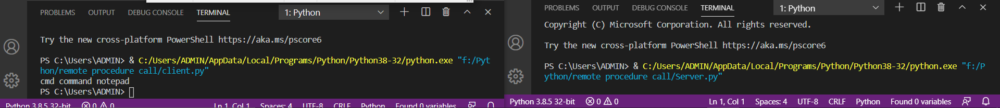 PROBLEMS OUTPUT DEBUG CONSOLE TERMINAL 1: Python
Try the new cross-platform PowerShell https://aka.ms/pscore6
PS C:\Users\ADMIN> & C:/Users/ADMIN/AppData/Local/Programs/Python/Python38-32/python.exe "f:/Pyt
hon/remote procedure call/client.py"
cmd command notepad
PS C:\Users\ADMIN>
Python 3.8.5 32-bit 0 0 Ln 1, Col 1 Spaces: 4 UTF-8 CRLF Python Found 0 variables
PROBLEMS OUTPUT DEBUG CONSOLE TERMINAL 1: Python
Copyright (C) Microsoft Corporation. All rights reserved.
Try the new cross-platform PowerShell https://aka.ms/pscore6
PS C:\Users\ADMIN> & C:/Users/ADMIN/AppData/Local/Programs/Python/Python38-32/python.exe "f:/P
ython/remote procedure call/Server.py"
Python 3.8.5 32-bit 0 0 Ln 1, Col 1 Spaces: 4 UTF-8 CRLF Python Found 0 variables